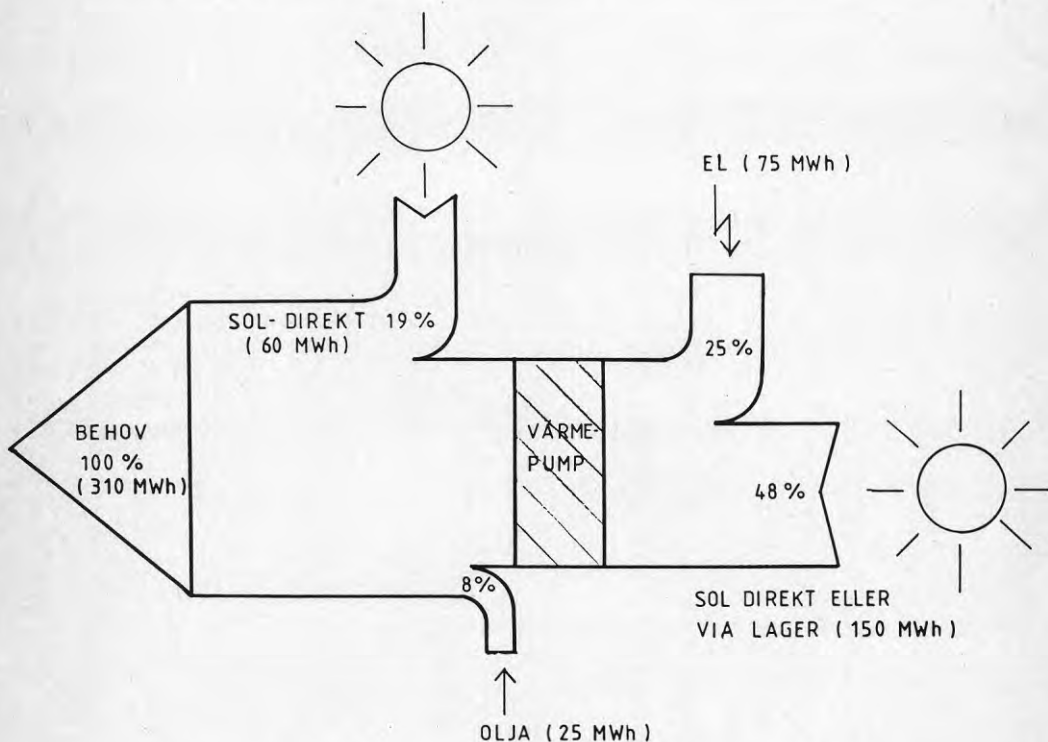 EL (75 MWh)
SOL-DIREKT 19%
(60 MWh)
25%
BEHOV
100%
(310 MWh)
VÄRME-
PUMP
48%
8%
SOL DIREKT ELLER
VIA LAGER (150 MWh)
OLJA (25 MWh)